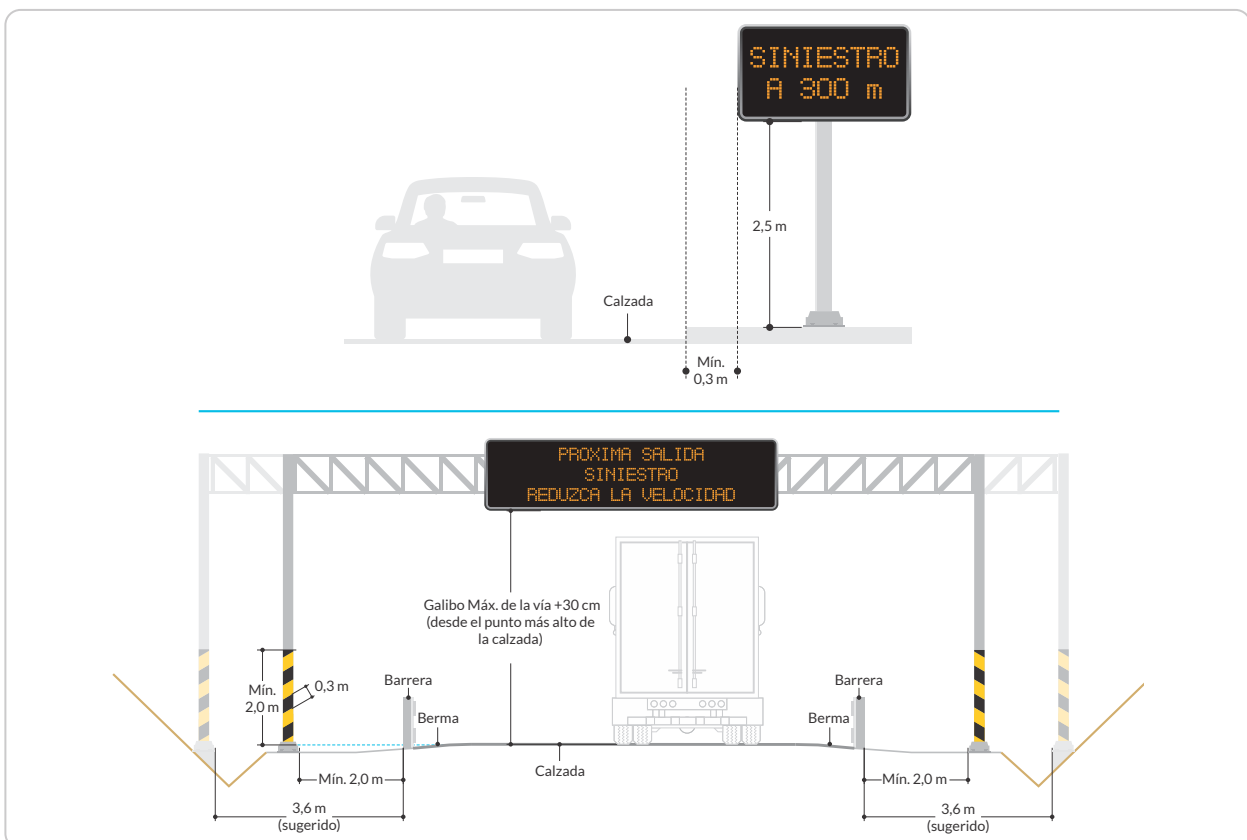 SINIESTRO
A 300 m
2,5 m
Calzada
Mín.
0,3 m
PROXIMA SALIDA
SINIESTRO
REDUZCA LA VELOCIDAD
Galibo Máx. de la vía +30 cm
(desde el punto más alto de
la calzada)
Mín.
2,0 m
0,3 m
Barrera
Berma
Barrera
Berma
Calzada
Mín. 2,0 m
Mín. 2,0 m
3,6 m
(sugerido)
3,6 m
(sugerido)